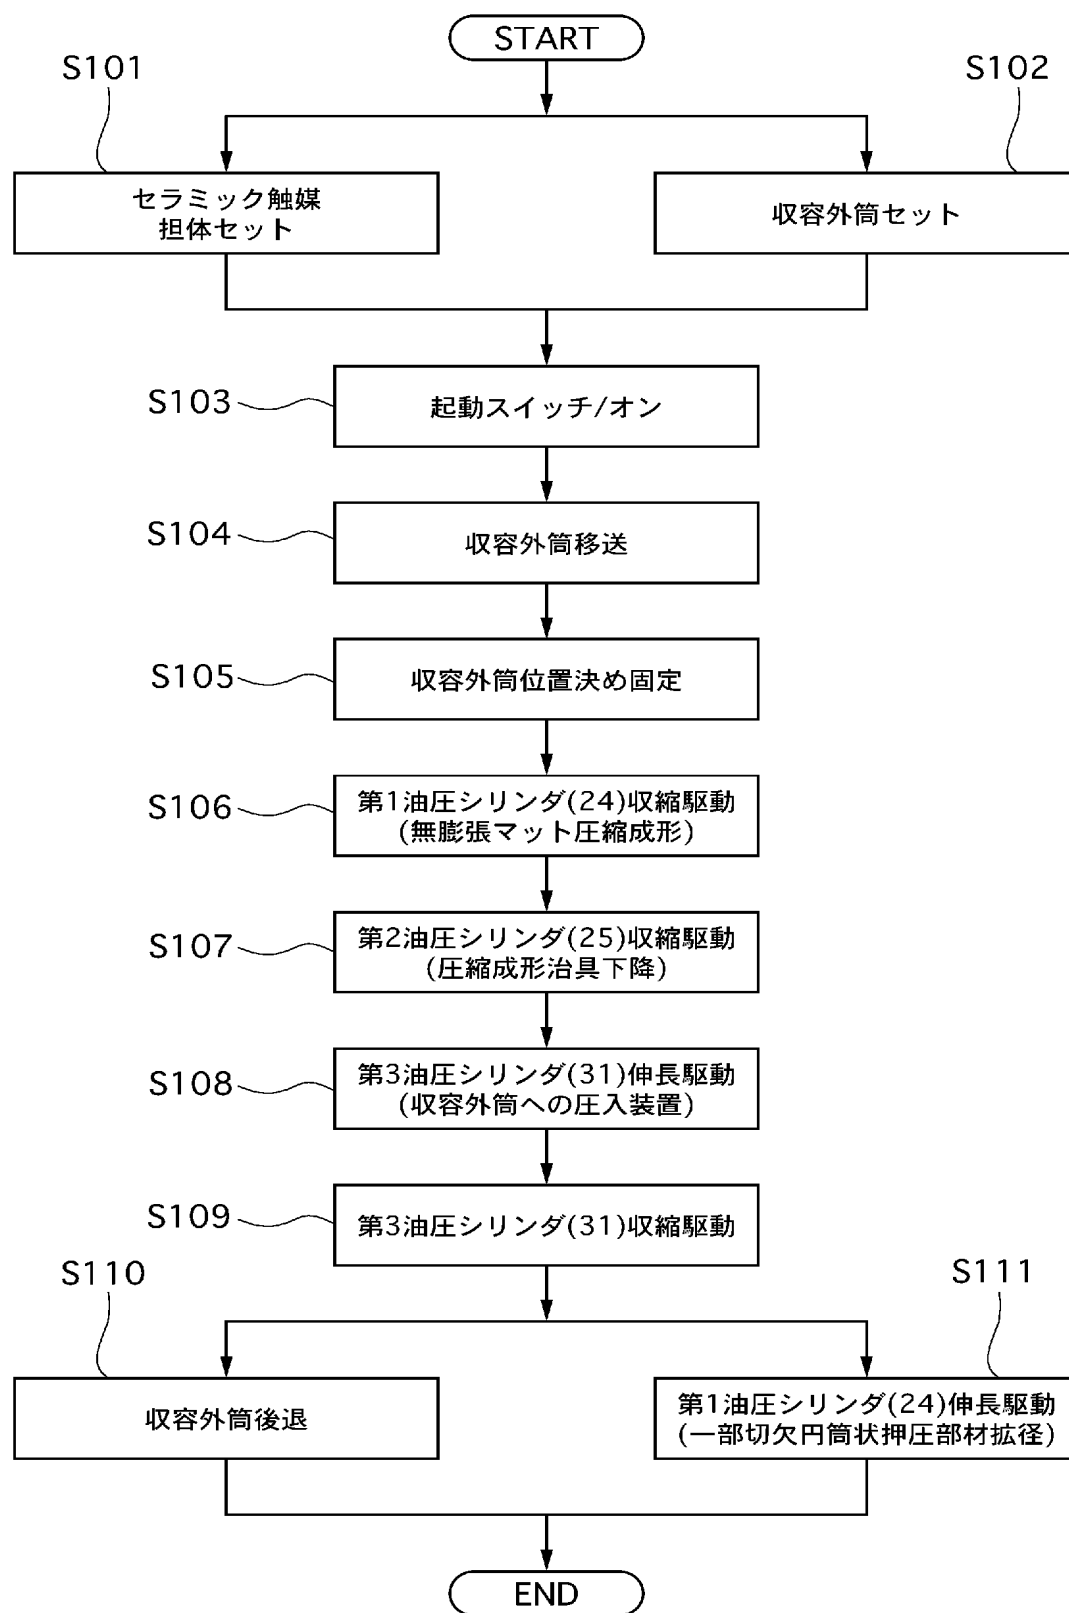 START
S101
S102
セラミック触媒
担体セット
収容外筒セット
S103
起動スイッチ/オン
S104
収容外筒移送
S105
収容外筒位置決め固定
S106
第1油圧シリンダ(24)収縮駆動
(無膨張マット圧縮成形)
S107
第2油圧シリンダ(25)収縮駆動
(圧縮成形治具下降)
S108
第3油圧シリンダ(31)伸長駆動
(収容外筒への圧入装置)
S109
第3油圧シリンダ(31)収縮駆動
S110
S111
収容外筒後退
第1油圧シリンダ(24)伸長駆動
(一部切欠円筒状押圧部材拡径)
END